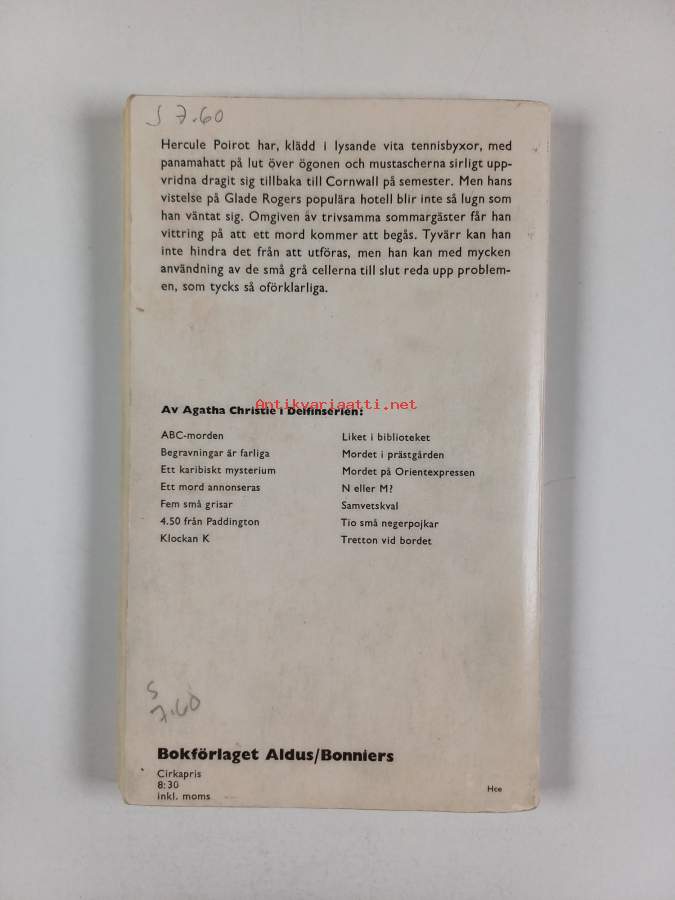 S 7.60
Hercule Poirot har, klädd i lysande vita tennisbyxor, med
panamahatt på lut över ögonen och mustascherna sirligt upp-
vridna dragit sig tillbaka till Cornwall på semester. Men hans
vistelse på Glade Rogers populära hotell blir inte så lugn som
han väntat sig. Omgiven av trivsamma sommargäster får han
vittring på att ett mord kommer att begås. Tyvärr kan han
inte hindra det från att utföras, men han kan med mycken
användning av de små grå cellerna till slut reda upp problem-
en, som tycks så oförklarliga.
Antikvariaatti.net
Av Agatha Christie i Delfinserien:
ABC-morden
Begravningar är farliga
Ett karibiskt mysterium
Ett mord annonseras
Fem små grisar
4.50 från Paddington
Klockan K
Liket i biblioteket
Mordet i prästgården
Mordet på Orientexpressen
N eller M?
Samvetskval
Tio små negerpojkar
Tretton vid bordet
S
7.60
Bokförlaget Aldus/Bonniers
Cirkapris
8:30
inkl. moms
Hce